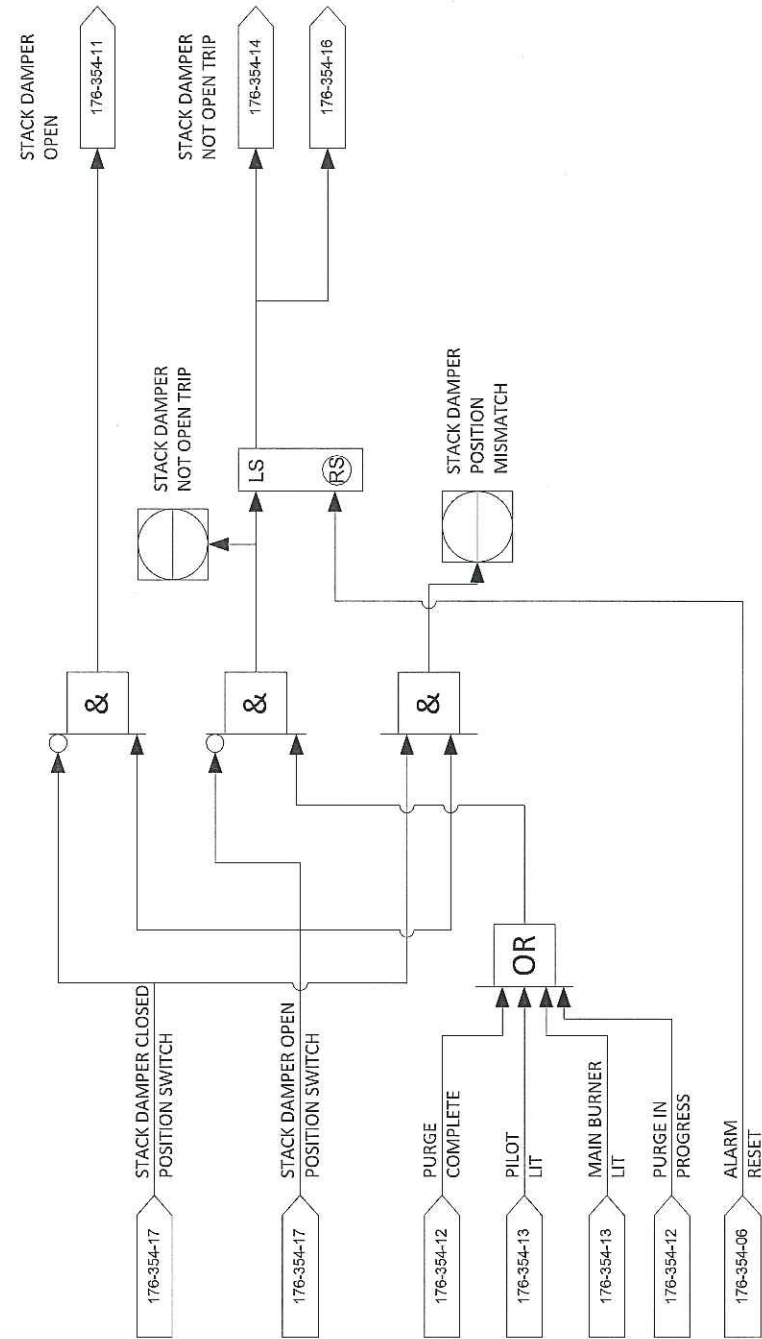 176-354-17
STACK DAMPER CLOSED
POSITION SWITCH
176-354-17
STACK DAMPER OPEN
POSITION SWITCH
176-354-12
PURGE
COMPLETE
176-354-13
PILOT
LIT
176-354-13
MAIN BURNER
LIT
176-354-12
PURGE IN
PROGRESS
176-354-06
ALARM
RESET
OR
&
&
&
STACK DAMPER
NOT OPEN TRIP
LS
RS
STACK DAMPER
POSITION
MISMATCH
STACK DAMPER
OPEN
176-354-11
STACK DAMPER
NOT OPEN TRIP
176-354-14
176-354-16